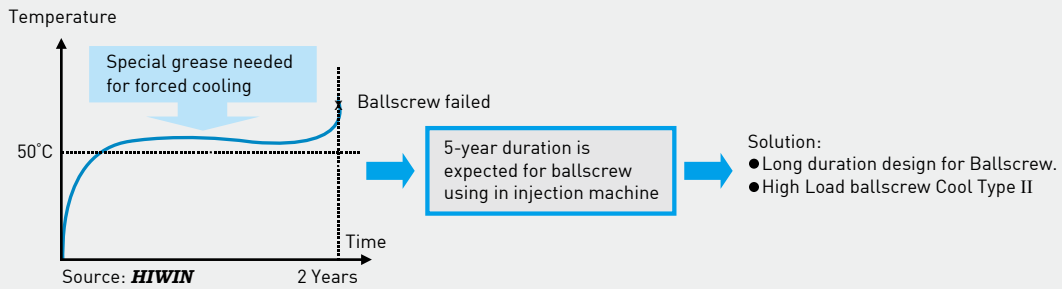 Temperature
Special grease needed
for forced cooling
Ballscrew failed
50°C
5-year duration is
expected for ballscrew
using in injection machine
Solution:
●Long duration design for Ballscrew.
●High Load ballscrew Cool Type II
Time
Source: HIWIN
2 Years